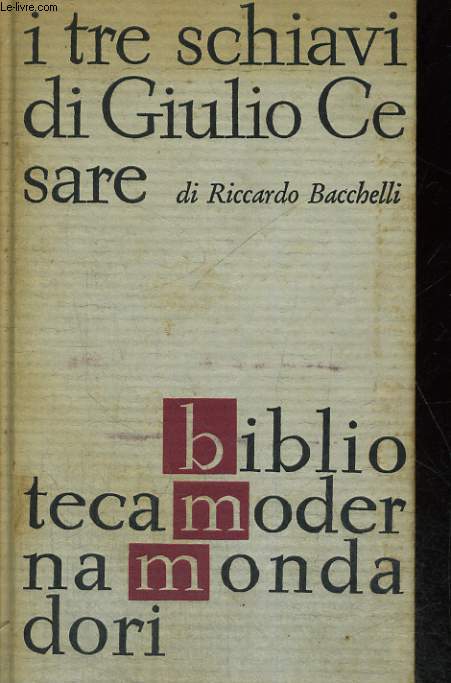 Le-livre.com
i tre schiavi
di Giulio Ce
sare di Riccardo Bacchelli
biblio
teca moder
na monda
dori